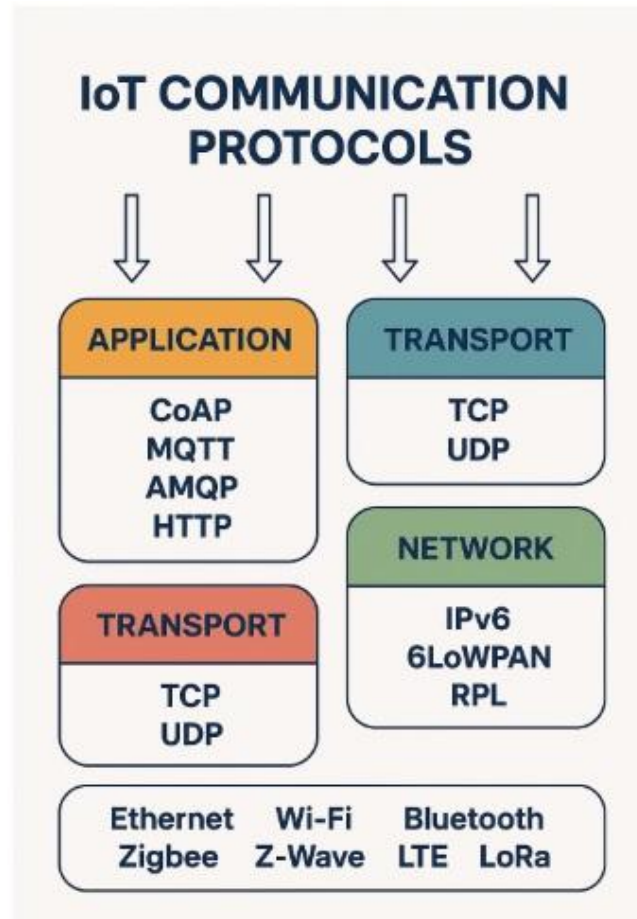 IoT COMMUNICATION
PROTOCOLS
APPLICATION
CoAP
MQTT
AMQP
HTTP
TRANSPORT
TCP
UDP
TRANSPORT
TCP
UDP
NETWORK
IPv6
6LoWPAN
RPL
Ethernet Wi-Fi Bluetooth
Zigbee Z-Wave LTE LoRa